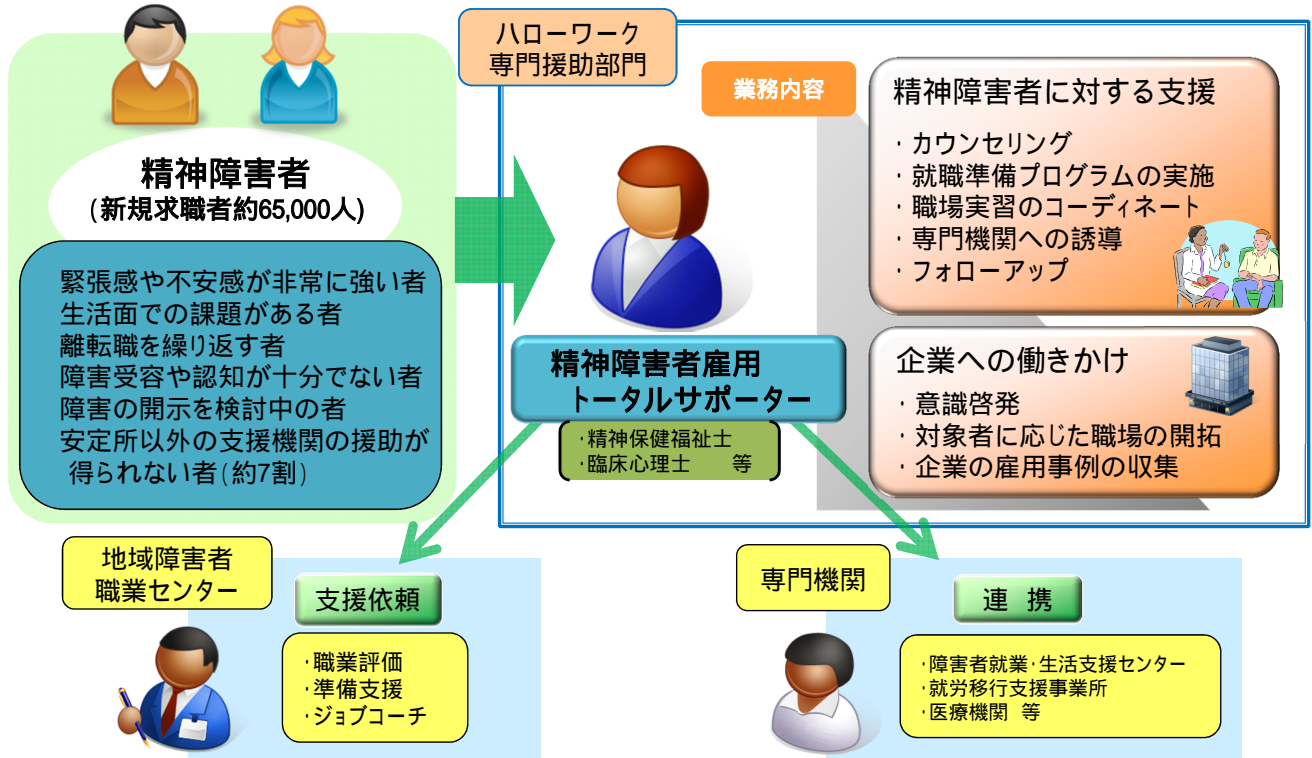 精神障害者
(新規求職者約65,000人)
緊張感や不安感が非常に強い者
生活面での課題がある者
離転職を繰り返す者
障害受容や認知が十分でない者
障害の開示を検討中の者
安定所以外の支援機関の援助が
得られない者(約7割)
ハローワーク
専門援助部門
業務内容
精神障害者に対する支援
・カウンセリング
・就職準備プログラムの実施
・職場実習のコーディネート
・専門機関への誘導
・フォローアップ
精神障害者雇用
トータルサポーター
・精神保健福祉士
・臨床心理士　等
企業への働きかけ
・意識啓発
・対象者に応じた職場の開拓
・企業の雇用事例の収集
地域障害者
職業センター
支援依頼
・職業評価
・準備支援
・ジョブコーチ
専門機関
連 携
・障害者就業・生活支援センター
・就労移行支援事業所
・医療機関 等